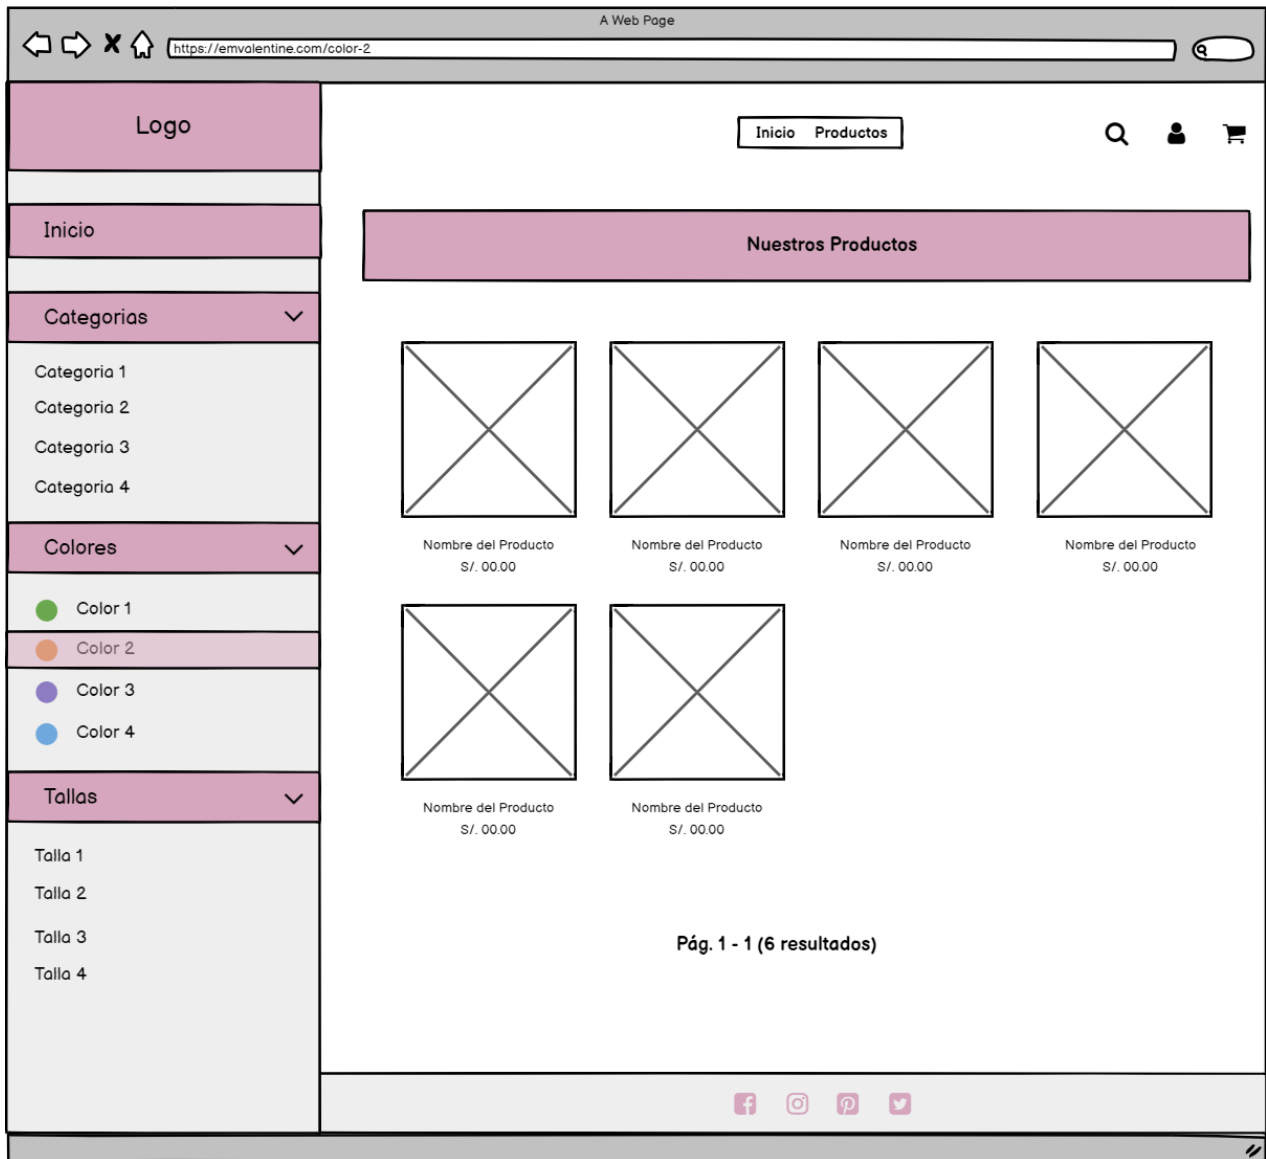 A Web Page
https://emvalentine.com/color-2
Logo
Inicio Productos
Inicio
Nuestros Productos
Categorias
Categoria 1
Categoria 2
Categoria 3
Categoria 4
Colores
Color 1
Color 2
Color 3
Color 4
Tallas
Talla 1
Talla 2
Talla 3
Talla 4
Nombre del Producto
S/. 00.00
Nombre del Producto
S/. 00.00
Nombre del Producto
S/. 00.00
Nombre del Producto
S/. 00.00
Nombre del Producto
S/. 00.00
Nombre del Producto
S/. 00.00
Pág. 1 - 1 (6 resultados)